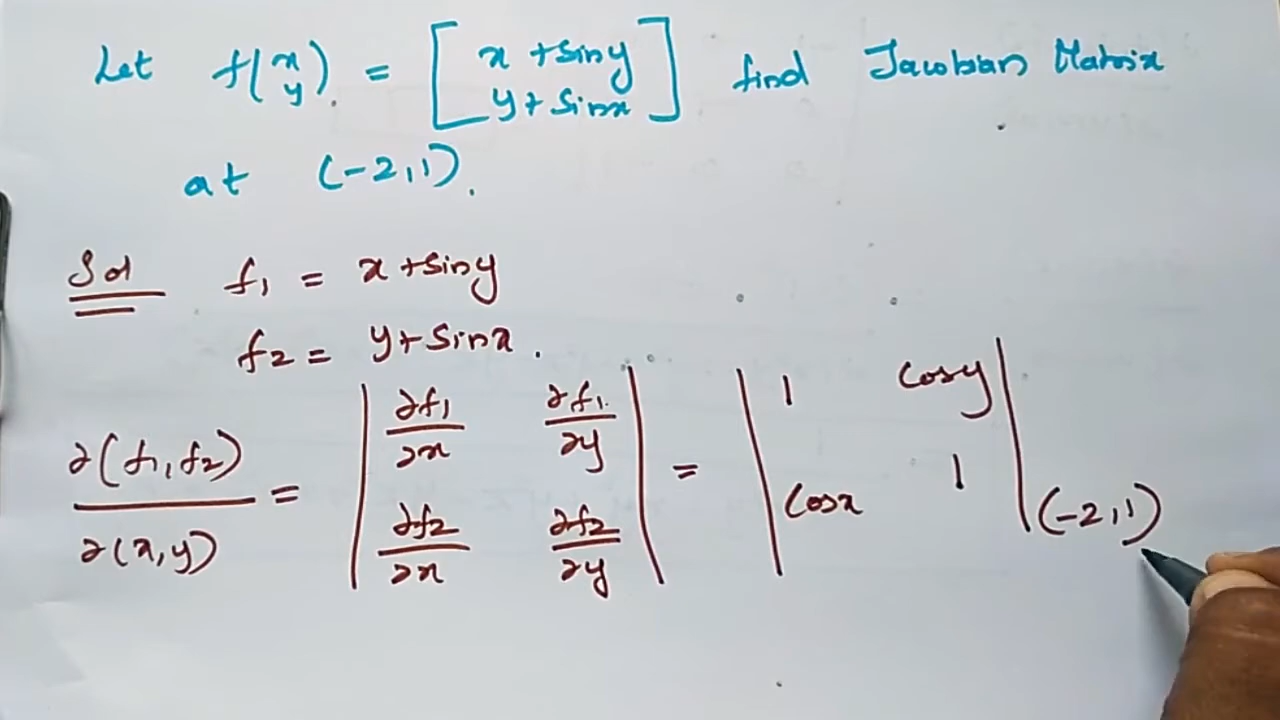 Let f(x y) = [x + sin y y + sin x] find Jacobian Matrix
at (-2,1).
Sol f₁ = x + sin y
f₂ = y + sin x.
∂(f₁,f₂)/∂(x,y) = |∂f₁/∂x ∂f₁/∂y ∂f₂/∂x ∂f₂/∂y| = |1 cos y cos x 1|(-2,1)